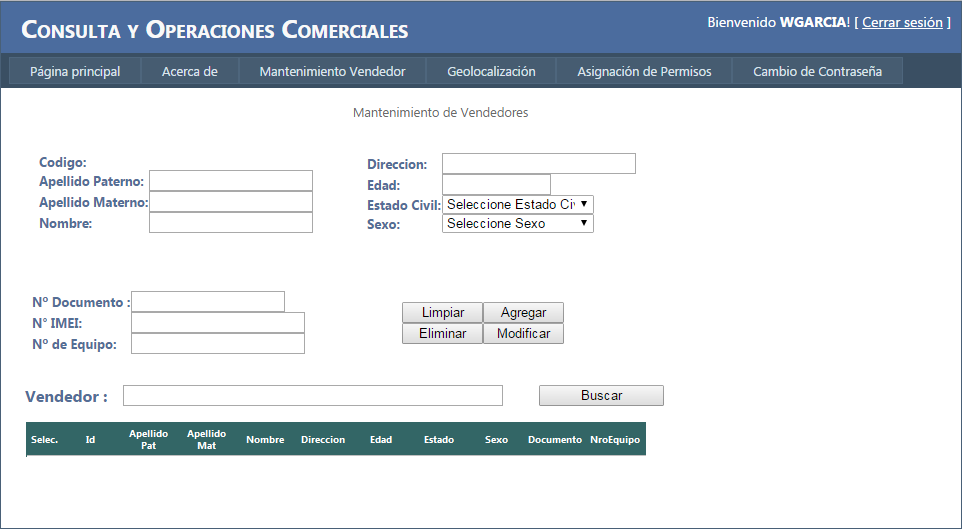 CONSULTA Y OPERACIONES COMERCIALES
Bienvenido WGARCIA! [ Cerrar sesión ]
Página principal Acerca de Mantenimiento Vendedor Geolocalización Asignación de Permisos Cambio de Contraseña
Mantenimiento de Vendedores
Codigo:
Apellido Paterno:
Apellido Materno:
Nombre:
Direccion:
Edad:
Estado Civil: Seleccione Estado Civ
Sexo: Seleccione Sexo
Nº Documento :
N° IMEI:
Nº de Equipo:
Limpiar Agregar
Eliminar Modificar
Vendedor : Buscar
Selec. Id Apellido Pat Apellido Mat Nombre Direccion Edad Estado Sexo Documento NroEquipo